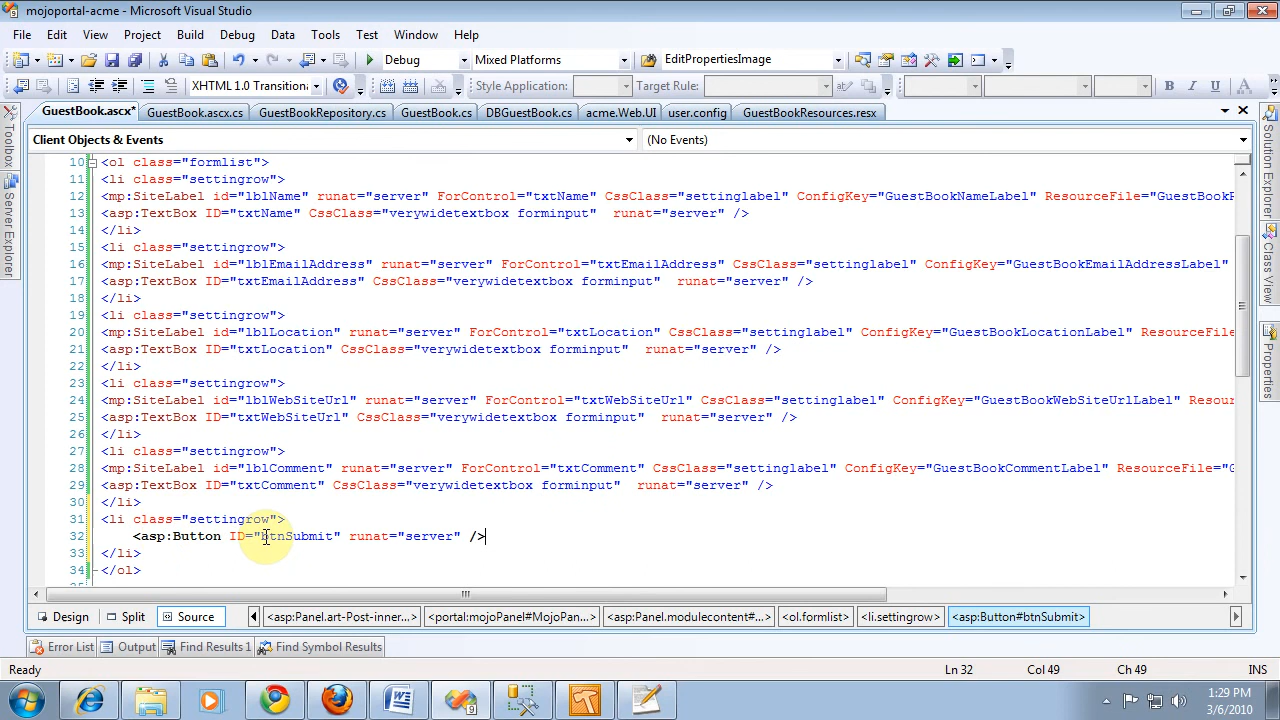 mojoportal-acme - Microsoft Visual Studio
File Edit View Project Build Debug Data Tools Test Window Help
Debug Mixed Platforms EditPropertiesImage
XHTML 1.0 Transition Style Application: Target Rule: B I U A
GuestBook.ascx* GuestBook.ascx.cs GuestBookRepository.cs GuestBook.cs DBGuestBook.cs acme.Web.UI user.config GuestBookResources.resx
Client Objects & Events (No Events)
Toolbox
Server Explorer
Solution Explorer
Class View
Properties
10 <ol class="formlist">
11 <li class="settingrow">
12 <mp:SiteLabel id="lblName" runat="server" ForControl="txtName" CssClass="settinglabel" ConfigKey="GuestBookNameLabel" ResourceFile="GuestBook
13 <asp:TextBox ID="txtName" CssClass="verywidetextbox forminput" runat="server" />
14 </li>
15 <li class="settingrow">
16 <mp:SiteLabel id="lblEmailAddress" runat="server" ForControl="txtEmailAddress" CssClass="settinglabel" ConfigKey="GuestBookEmailAddressLabel"
17 <asp:TextBox ID="txtEmailAddress" CssClass="verywidetextbox forminput" runat="server" />
18 </li>
19 <li class="settingrow">
20 <mp:SiteLabel id="lblLocation" runat="server" ForControl="txtLocation" CssClass="settinglabel" ConfigKey="GuestBookLocationLabel" ResourceFile
21 <asp:TextBox ID="txtLocation" CssClass="verywidetextbox forminput" runat="server" />
22 </li>
23 <li class="settingrow">
24 <mp:SiteLabel id="lblWebSiteUrl" runat="server" ForControl="txtWebSiteUrl" CssClass="settinglabel" ConfigKey="GuestBookWebSiteUrlLabel" Resour
25 <asp:TextBox ID="txtWebSiteUrl" CssClass="verywidetextbox forminput" runat="server" />
26 </li>
27 <li class="settingrow">
28 <mp:SiteLabel id="lblComment" runat="server" ForControl="txtComment" CssClass="settinglabel" ConfigKey="GuestBookCommentLabel" ResourceFile="G
29 <asp:TextBox ID="txtComment" CssClass="verywidetextbox forminput" runat="server" />
30 </li>
31 <li class="settingrow">
32 <asp:Button ID="btnSubmit" runat="server" />
33 </li>
34 </ol>
Design Split Source <asp:Panel.art-Post-inner... <portal:mojoPanel#MojoPan... <asp:Panel.modulecontent#... <ol.formlist> <li.settingrow> <asp:Button#btnSubmit>
Error List Output Find Results 1 Find Symbol Results
Ready Ln 32 Col 49 Ch 49 INS
1:29 PM
3/6/2010